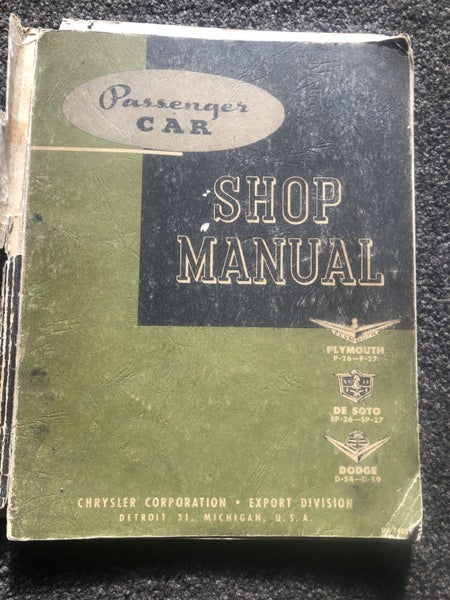 Passenger
CAR
SHOP
MANUAL
PLYMOUTH
PLYMOUTH
P-26—P-27
DE SOTO
SP-26—SP-27
DODGE
D-54—D-59
CHRYSLER CORPORATION • EXPORT DIVISION
DETROIT 31, MICHIGAN, U.S.A.